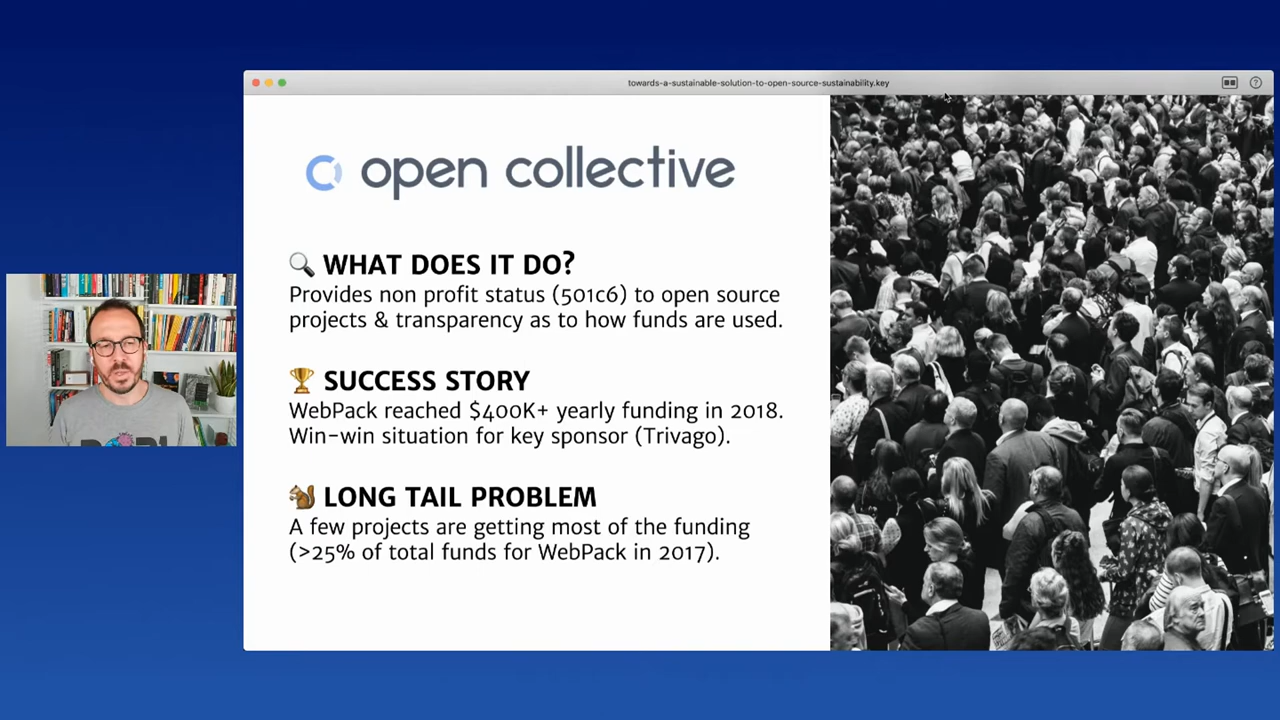 towards-a-sustainable-solution-to-open-source-sustainability.key
open collective
WHAT DOES IT DO?
Provides non profit status (501c6) to open source
projects & transparency as to how funds are used.
SUCCESS STORY
WebPack reached $400K+ yearly funding in 2018.
Win-win situation for key sponsor (Trivago).
LONG TAIL PROBLEM
A few projects are getting most of the funding
(>25% of total funds for WebPack in 2017).